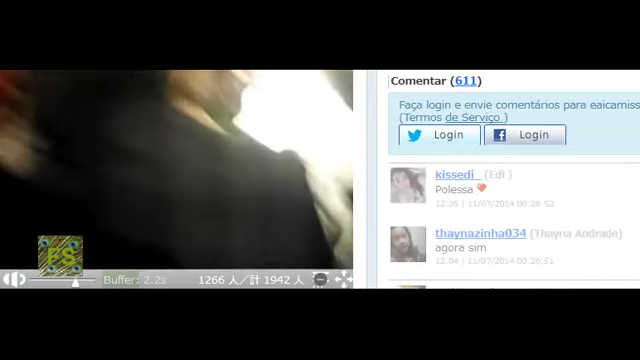 Comentar (611)
Faça login e envie comentários para eaicamiss
(Termos de Serviço )
Login
Login
kissedi_ (Edi )
Polessa
12:05 | 11/07/2014 00:26:52
thaynazinha034 (Thayna Andrade)
agora sim
12:04 | 11/07/2014 00:26:51
FS
Buffer: 2.2s
1266 人／計 1942 人